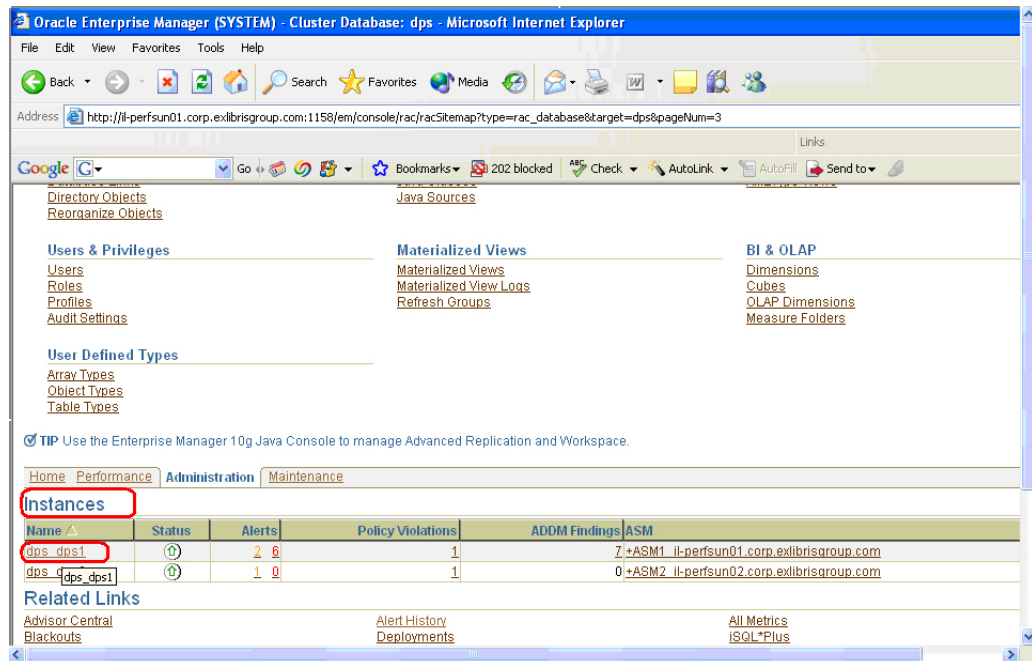 Oracle Enterprise Manager (SYSTEM) - Cluster Database: dps - Microsoft Internet Explorer
File Edit View Favorites Tools Help
Back Search Favorites Media
Address http://il-perfsun01.corp.exlibrisgroup.com:1158/em/console/rac/racSitemap?type=rac_database&target=dps&pageNum=3
Links
Google G Go Bookmarks 202 blocked ABC Check AutoLink AutoFill Send to
Directory Objects Java Sources
Reorganize Objects
Users & Privileges Materialized Views BI & OLAP
Users Materialized Views Dimensions
Roles Materialized View Logs Cubes
Profiles Refresh Groups OLAP Dimensions
Audit Settings Measure Folders
User Defined Types
Array Types
Object Types
Table Types
TIP Use the Enterprise Manager 10g Java Console to manage Advanced Replication and Workspace.
Home Performance Administration Maintenance
Instances
Name Status Alerts Policy Violations ADDM Findings ASM
dps_dps1 2 6 1 7 +ASM1_il-perfsun01.corp.exlibrisgroup.com
dps 1 0 1 0 +ASM2_il-perfsun02.corp.exlibrisgroup.com
dps_dps1
Related Links
Advisor Central Alert History All Metrics
Blackouts Deployments iSQL*Plus